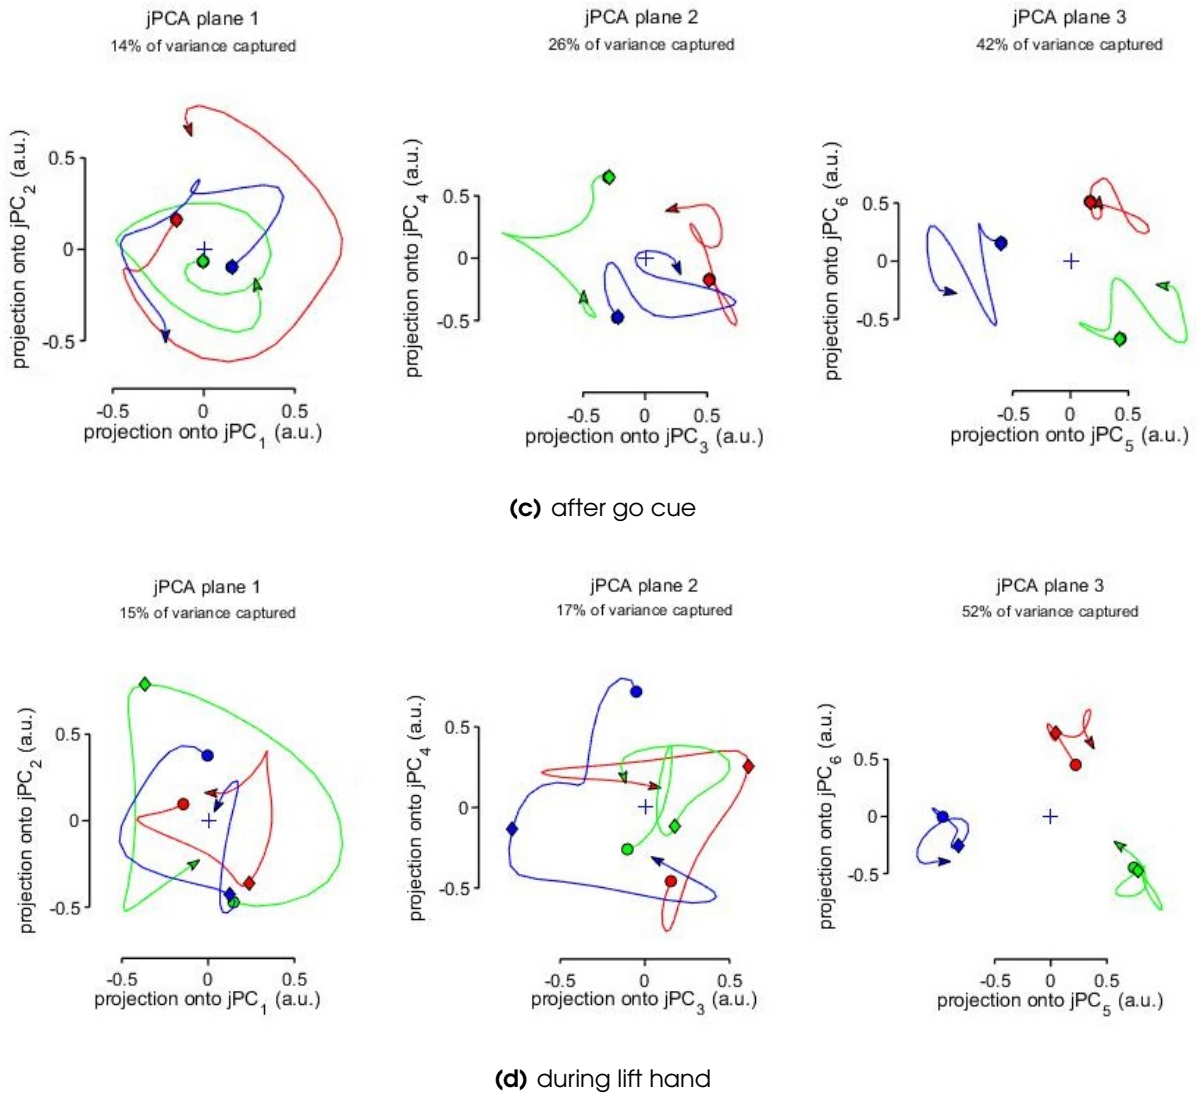 jPCA plane 1
14% of variance captured
projection onto jPC2 (a.u.)
0.5
0
-0.5
-0.5 0 0.5
projection onto jPC1 (a.u.)
jPCA plane 2
26% of variance captured
projection onto jPC4 (a.u.)
0.5
0
-0.5
-0.5 0 0.5
projection onto jPC3 (a.u.)
jPCA plane 3
42% of variance captured
projection onto jPC6 (a.u.)
0.5
0
-0.5
-0.5 0 0.5
projection onto jPC5 (a.u.)
(c) after go cue
jPCA plane 1
15% of variance captured
projection onto jPC2 (a.u.)
0.5
0
-0.5
-0.5 0 0.5
projection onto jPC1 (a.u.)
jPCA plane 2
17% of variance captured
projection onto jPC4 (a.u.)
0.5
0
-0.5
-0.5 0 0.5
projection onto jPC3 (a.u.)
jPCA plane 3
52% of variance captured
projection onto jPC6 (a.u.)
0.5
0
-0.5
-0.5 0 0.5
projection onto jPC5 (a.u.)
(d) during lift hand